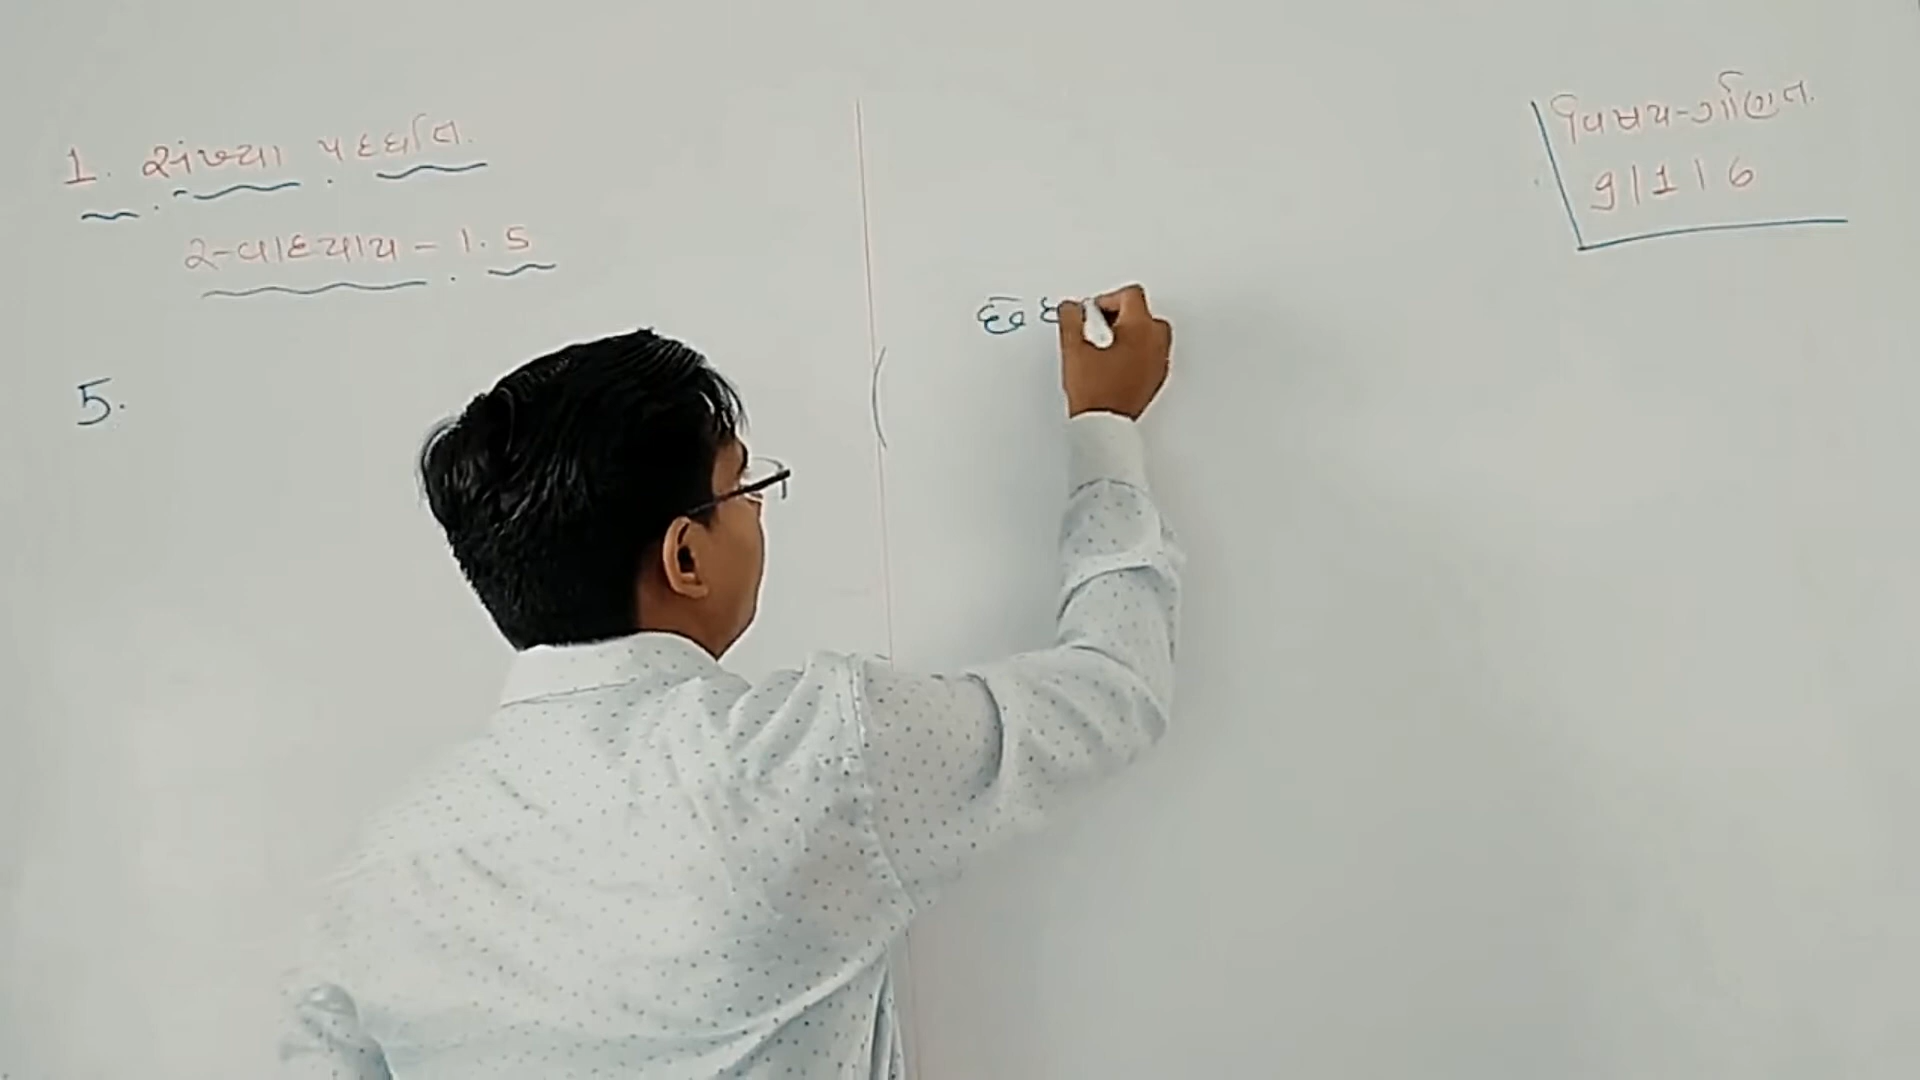 1. સંખ્યા પદ્ધતિ.
સ્વાધ્યાય - 1.5
વિષય-ગણિત.
9/1/6
5.